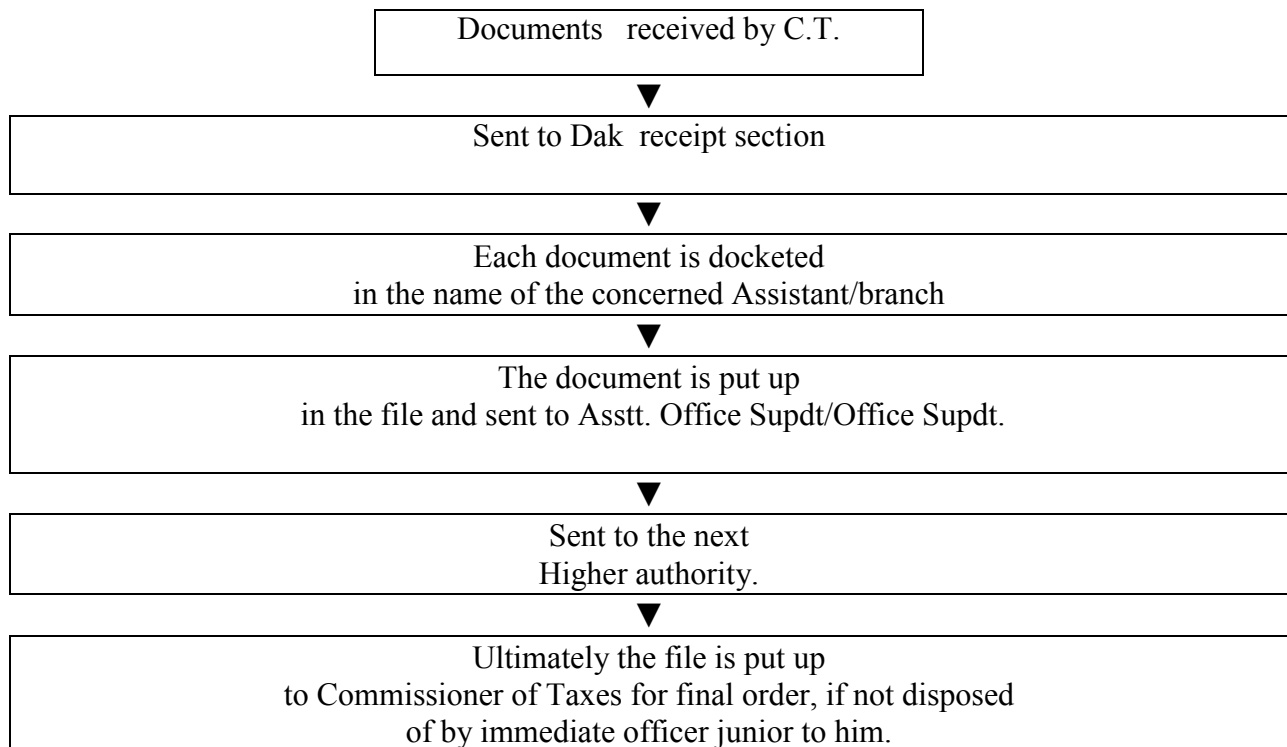 Documents received by C.T.
▼
Sent to Dak receipt section
▼
Each document is docketed
in the name of the concerned Assistant/branch
▼
The document is put up
in the file and sent to Asstt. Office Supdt/Office Supdt.
▼
Sent to the next
Higher authority.
▼
Ultimately the file is put up
to Commissioner of Taxes for final order, if not disposed
of by immediate officer junior to him.